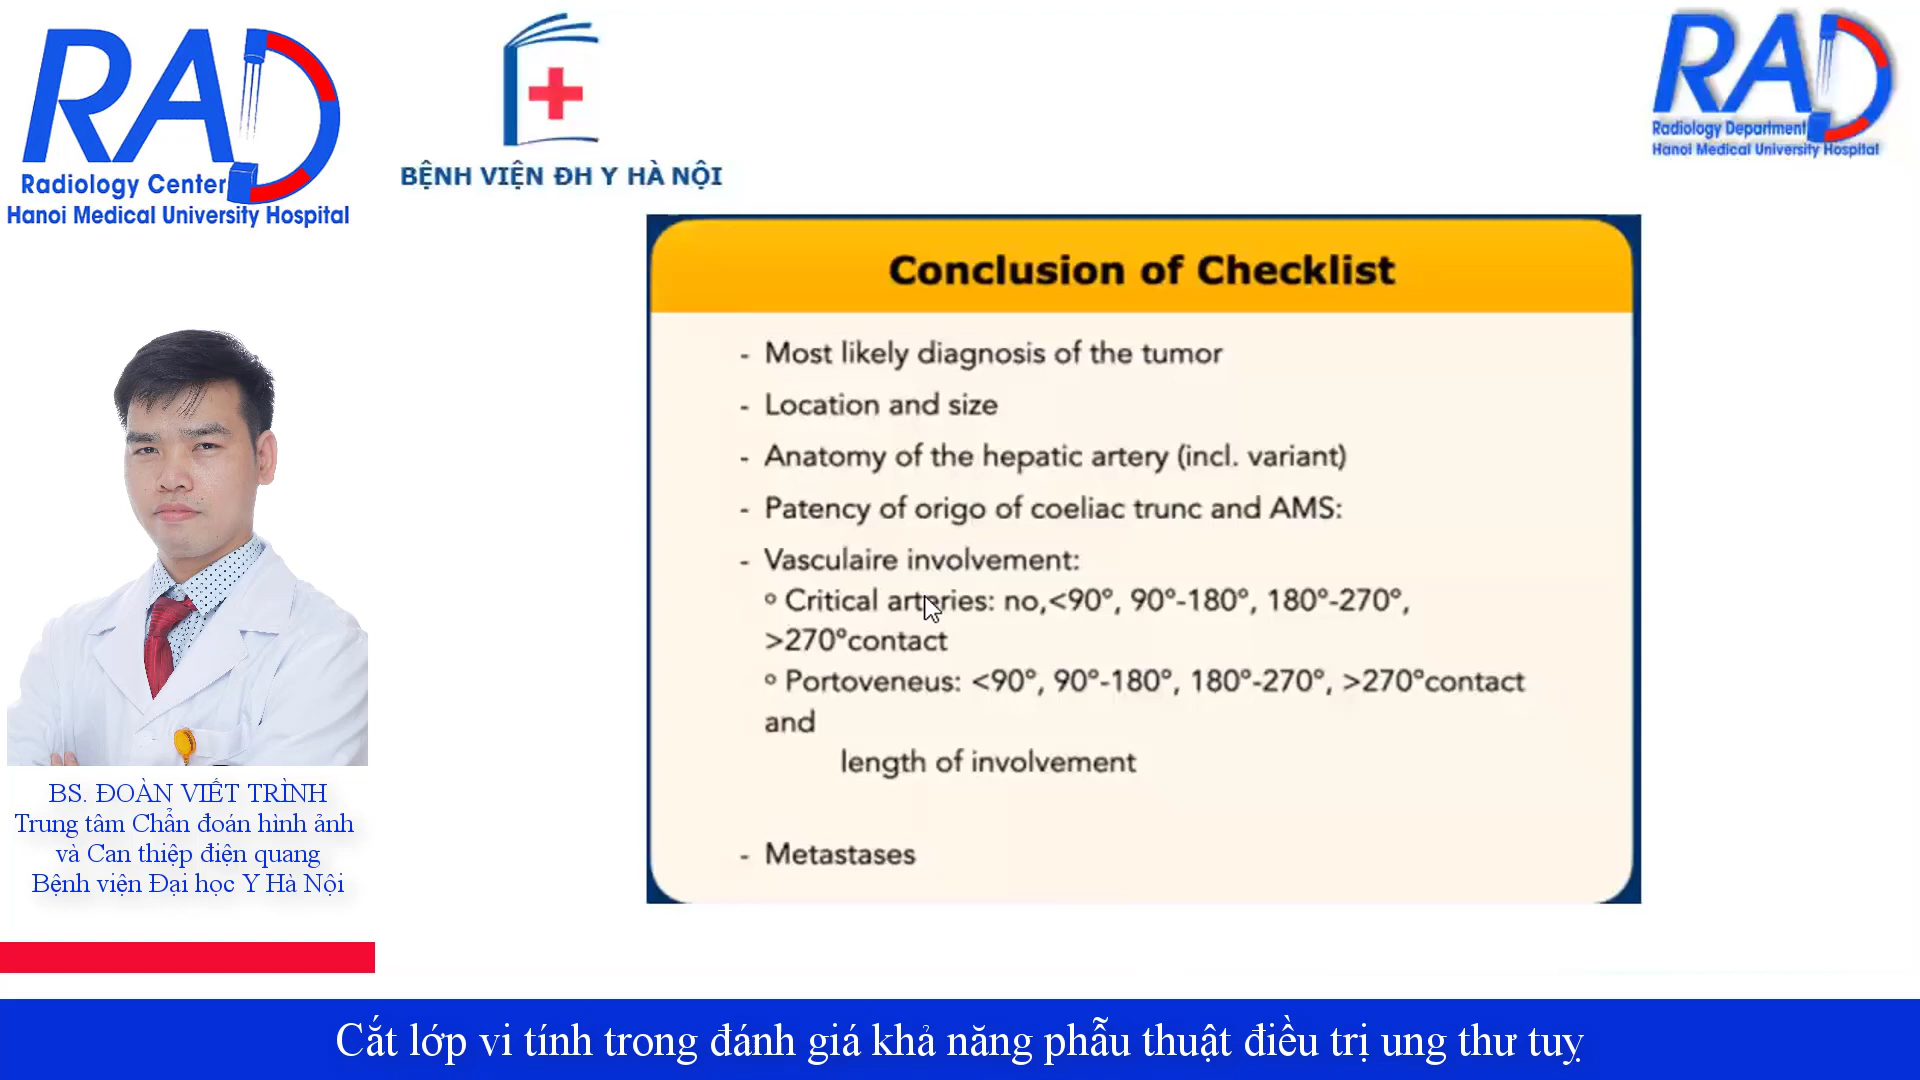 RAD
Radiology Center
Hanoi Medical University Hospital
BỆNH VIỆN ĐH Y HÀ NỘI
RAD
Radiology Department
Hanoi Medical University Hospital
Conclusion of Checklist
- Most likely diagnosis of the tumor
- Location and size
- Anatomy of the hepatic artery (incl. variant)
- Patency of origo of coeliac trunc and AMS:
- Vasculaire involvement:
° Critical arteries: no,<90°, 90°-180°, 180°-270°,
>270°contact
° Portoveneus: <90°, 90°-180°, 180°-270°, >270°contact
and
length of involvement
- Metastases
BS. ĐOÀN VIẾT TRÌNH
Trung tâm Chẩn đoán hình ảnh
và Can thiệp điện quang
Bệnh viện Đại học Y Hà Nội
Cắt lớp vi tính trong đánh giá khả năng phẫu thuật điều trị ung thư tuỵ